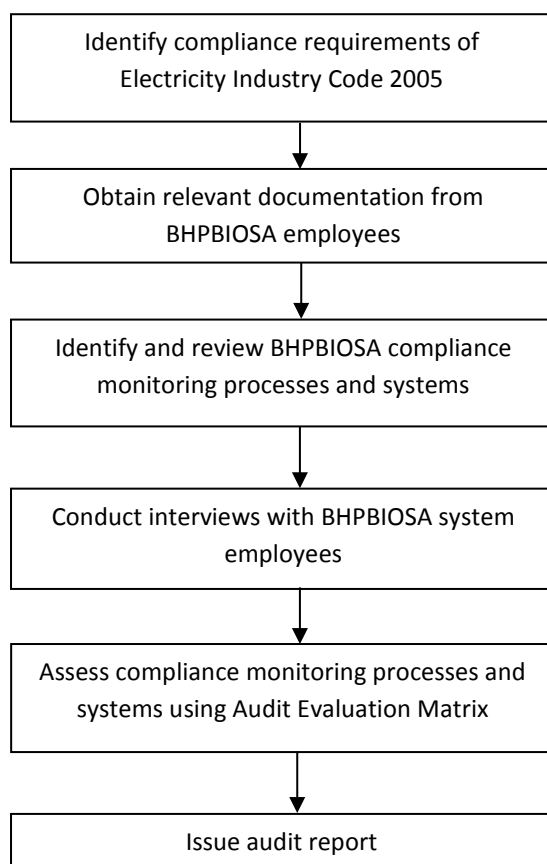 Identify compliance requirements of
Electricity Industry Code 2005
Obtain relevant documentation from
BHPBIOSA employees
Identify and review BHPBIOSA compliance
monitoring processes and systems
Conduct interviews with BHPBIOSA system
employees
Assess compliance monitoring processes and
systems using Audit Evaluation Matrix
Issue audit report